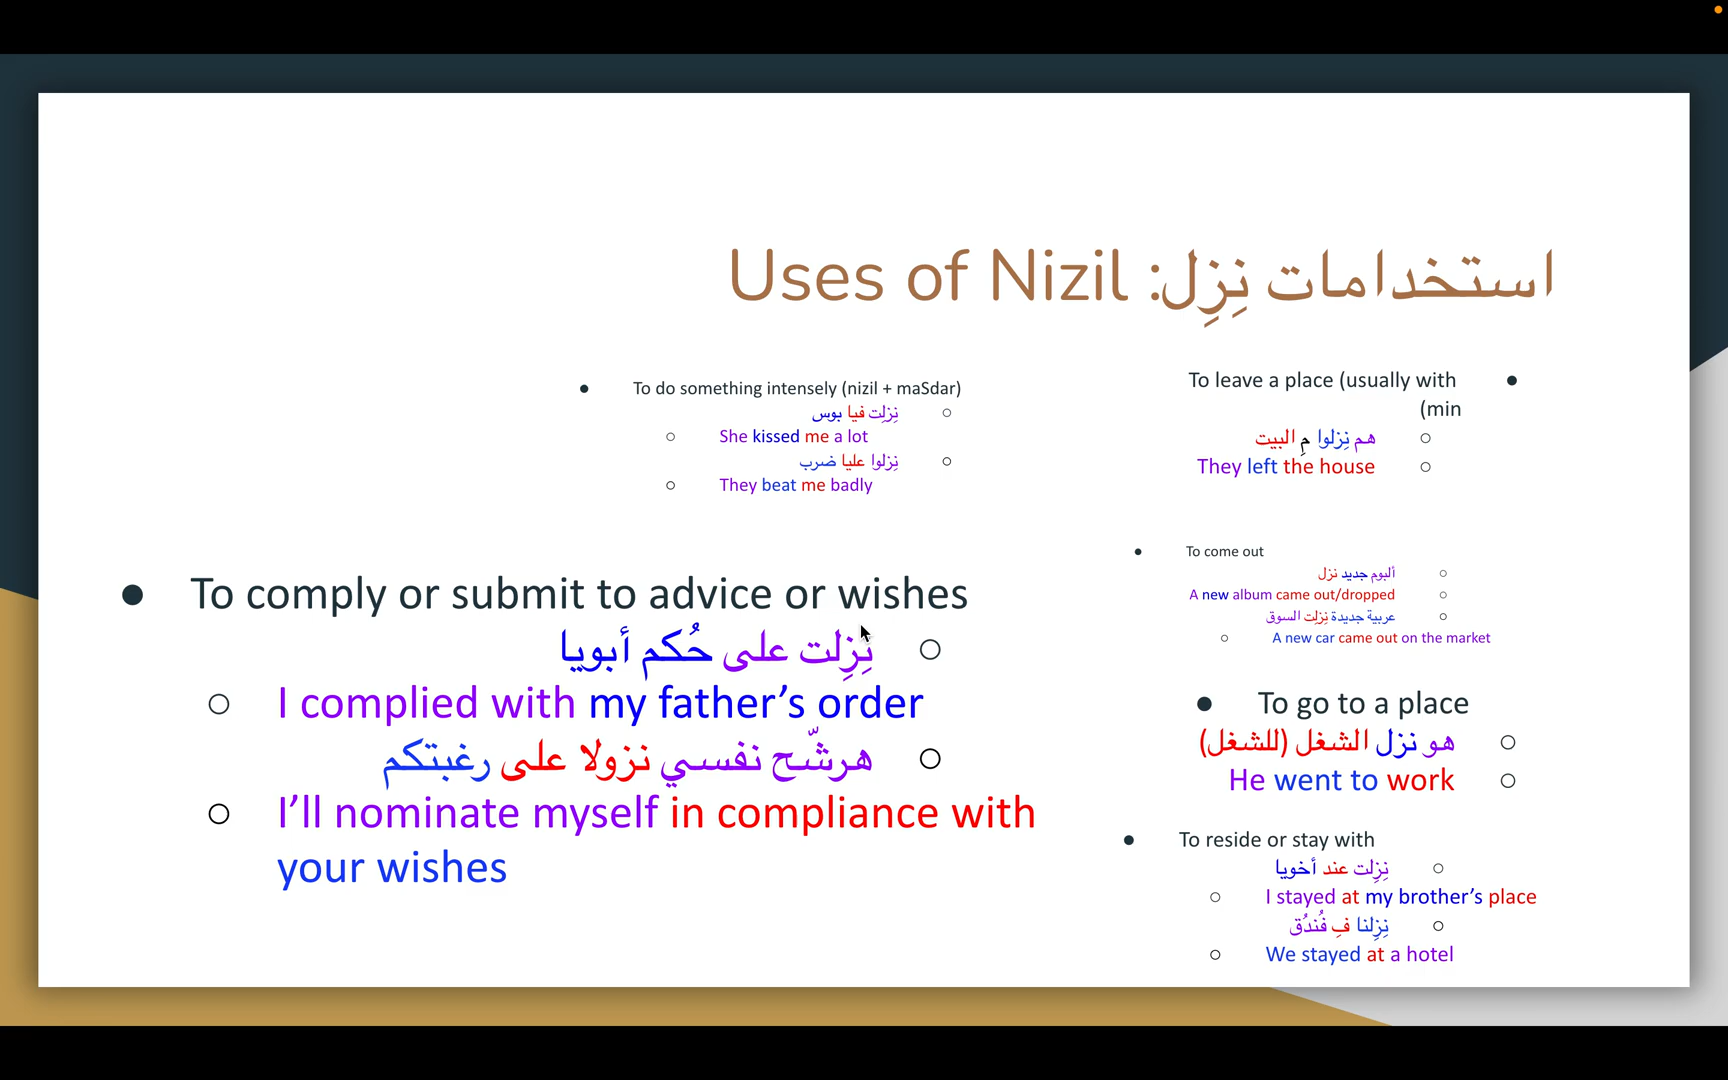 استخدامات نِزِل: Uses of Nizil
To leave a place (usually with
(min
هم نِزلوا مِ البيت
They left the house
To come out
ألبوم جديد نزل
A new album came out/dropped
عربية جديدة نِزلِت السوق
A new car came out on the market
To go to a place
هو نزل الشغل (للشغل)
He went to work
To reside or stay with
نِزِلت عند أخويا
I stayed at my brother’s place
نِزِلنا فِ فُندُق
We stayed at a hotel
To do something intensely (nizil + maSdar)
نِزلِت فيا بوس
She kissed me a lot
نِزلوا عليا ضرب
They beat me badly
To comply or submit to advice or wishes
نِزِلت على حُكم أبويا
I complied with my father’s order
هرشّح نفسي نزولا على رغبتكم
I’ll nominate myself in compliance with
your wishes